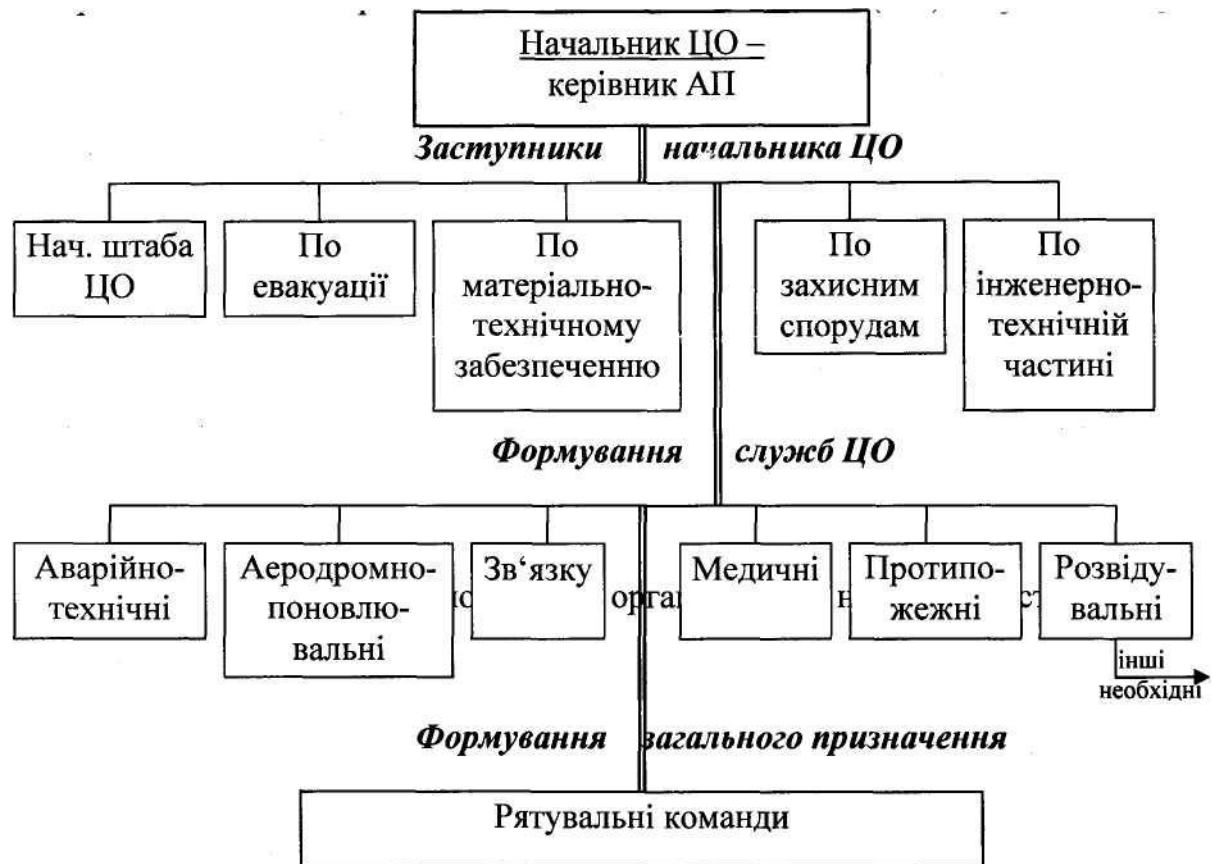 Начальник ЦО –
керівник АП
Заступники начальника ЦО
Нач. штаба
ЦО
По
евакуації
По
матеріально-
технічному
забезпеченню
По
захисним
спорудам
По
інженерно-
технічній
частині
Формування служб ЦО
Аварійно-
технічні
Аеродромно-
поновлю-
вальні
Зв‘язку
Медичні
Протипо-
жежні
Розвіду-
вальні
інші
необхідні
Формування загального призначення
Рятувальні команди